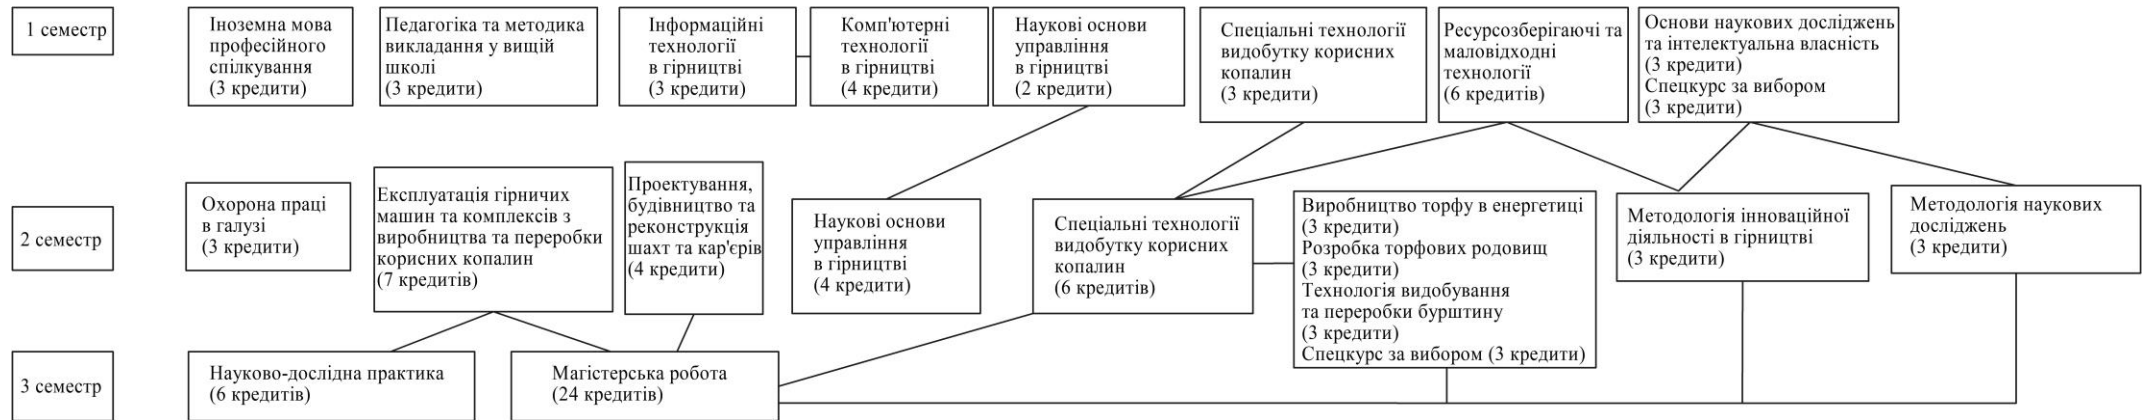 1 семестр
Іноземна мова
професійного
спілкування
(3 кредити)
Педагогіка та методика
викладання у вищій
школі
(3 кредити)
Інформаційні
технології
в гірництві
(3 кредити)
Комп'ютерні
технології
в гірництві
(4 кредити)
Наукові основи
управління
в гірництві
(2 кредити)
Спеціальні технології
видобутку корисних
копалин
(3 кредити)
Ресурсозберігаючі та
маловідходні
технології
(6 кредитів)
Основи наукових досліджень
та інтелектуальна власність
(3 кредити)
Спецкурс за вибором
(3 кредити)
2 семестр
Охорона праці
в галузі
(3 кредити)
Експлуатація гірничих
машин та комплексів з
виробництва та переробки
корисних копалин
(7 кредитів)
Проектування,
будівництво та
реконструкція
шахт та кар'єрів
(4 кредити)
Наукові основи
управління
в гірництві
(4 кредити)
Спеціальні технології
видобутку корисних
копалин
(6 кредитів)
Виробництво торфу в енергетиці
(3 кредити)
Розробка торфових родовищ
(3 кредити)
Технологія видобування
та переробки бурштину
(3 кредити)
Спецкурс за вибором (3 кредити)
Методологія інноваційної
діяльності в гірництві
(3 кредити)
Методологія наукових
досліджень
(3 кредити)
3 семестр
Науково-дослідна практика
(6 кредитів)
Магістерська робота
(24 кредитів)